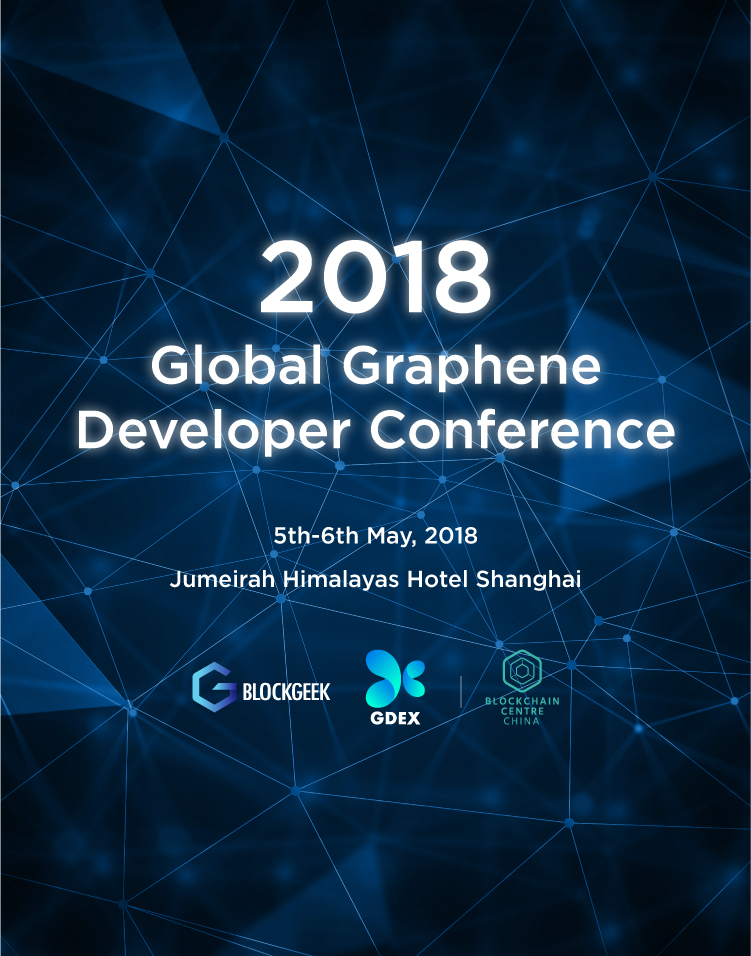 2018
Global Graphene
Developer Conference
5th-6th May, 2018
Jumeirah Himalayas Hotel Shanghai
BLOCKGEEK
GDEX
BLOCKCHAIN
CENTRE
CHINA